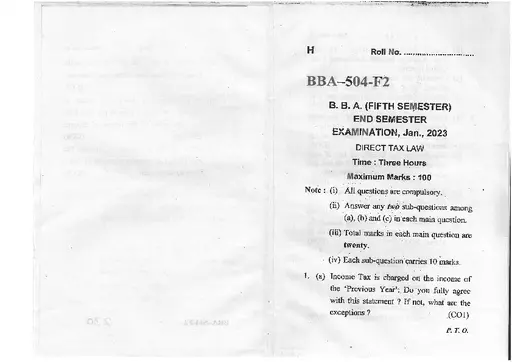 H Roll No. ..............................
BBA–504–F2
B. B. A. (FIFTH SEMESTER)
END SEMESTER
EXAMINATION, Jan., 2023
DIRECT TAX LAW
Time : Three Hours
Maximum Marks : 100
Note : (i) All questions are compulsory.
(ii) Answer any two sub-questions among
(a), (b) and (c) in each main question.
(iii) Total marks in each main question are
twenty.
(iv) Each sub-question carries 10 marks.
1. (a) Income Tax is charged on the income of
the ‘Previous Year’: Do you fully agree
with this statement ? If not, what are the
exceptions ? (CO1)
P. T. O.